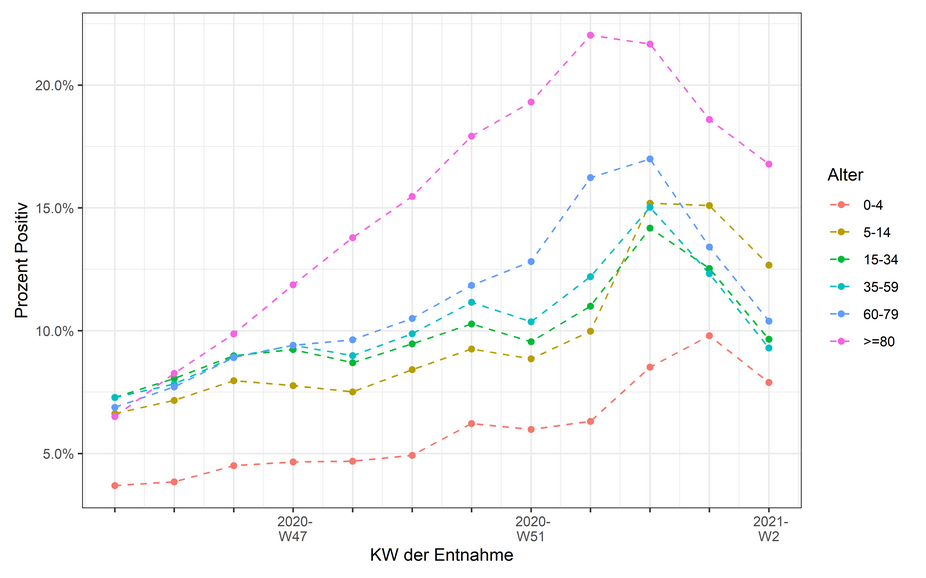 20.0%
15.0%
10.0%
5.0%
Prozent Positiv
2020-
W47
2020-
W51
2021-
W2
KW der Entnahme
Alter
0-4
5-14
15-34
35-59
60-79
>=80